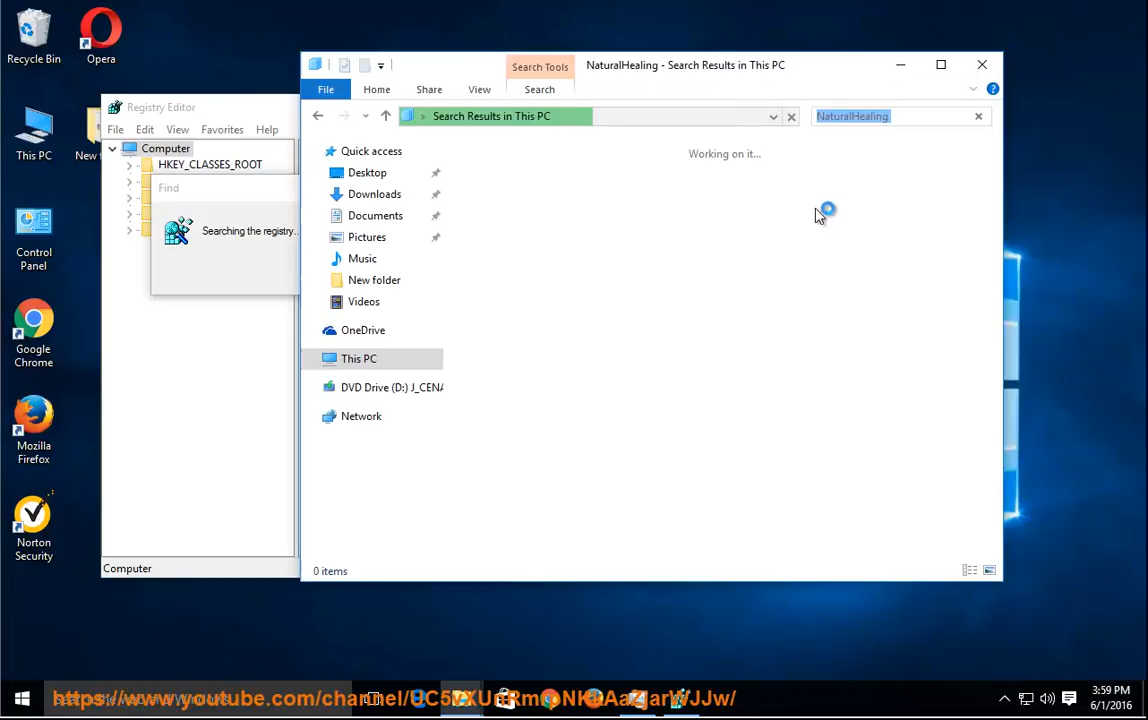 Recycle Bin
Opera
This PC
New f
Control
Panel
Google
Chrome
Mozilla
Firefox
Norton
Security
Registry Editor
File Edit View Favorites Help
Computer
HKEY_CLASSES_ROOT
Find
Searching the registry...
Computer
Search Tools
NaturalHealing - Search Results in This PC
File Home Share View Search
Search Results in This PC
NaturalHealing
Working on it...
Quick access
Desktop
Downloads
Documents
Pictures
Music
New folder
Videos
OneDrive
This PC
DVD Drive (D:) J_CENA
Network
0 items
3:59 PM
6/1/2016